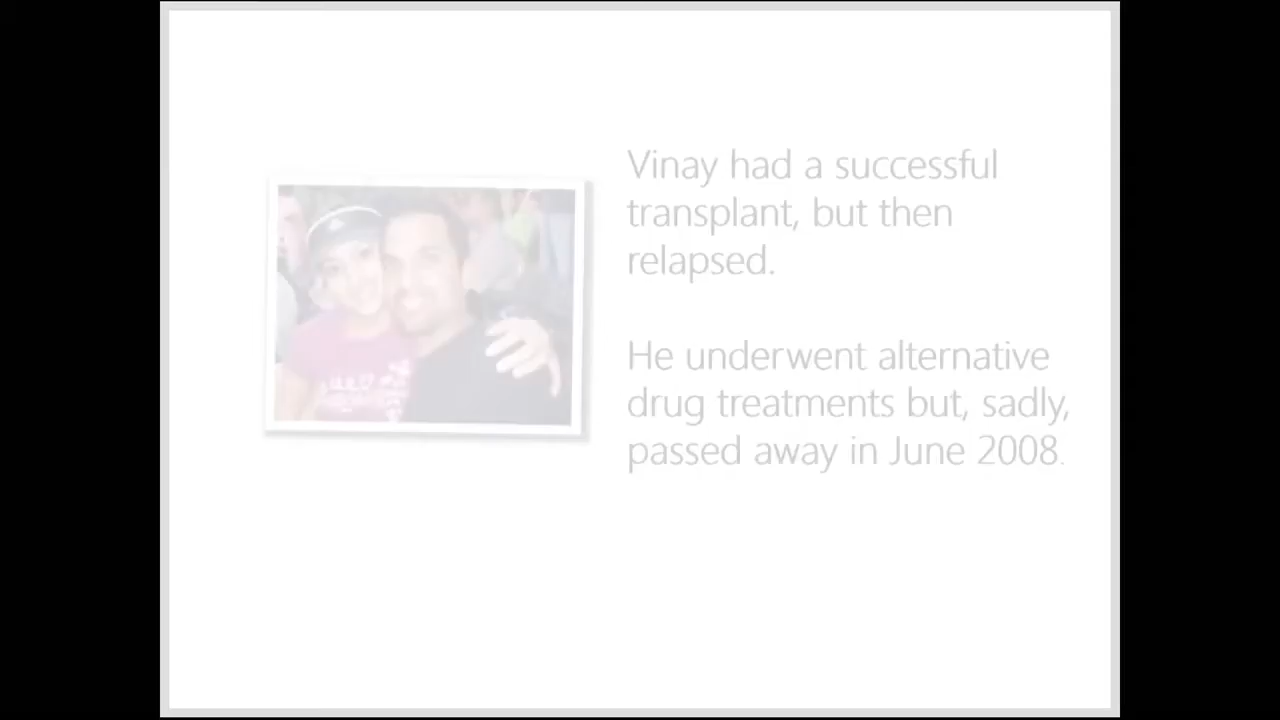 Vinay had a successful
transplant, but then
relapsed.
He underwent alternative
drug treatments but, sadly,
passed away in June 2008.